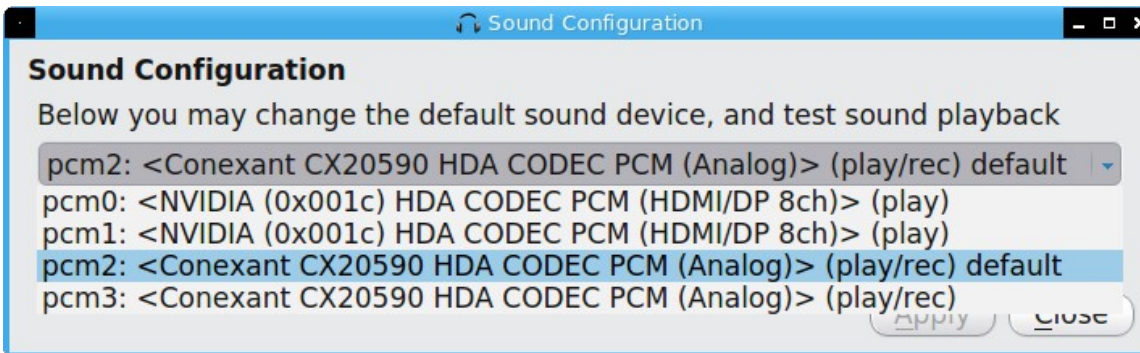 Sound Configuration
Sound Configuration
Below you may change the default sound device, and test sound playback
pcm2: <Conexant CX20590 HDA CODEC PCM (Analog)> (play/rec) default
pcm0: <NVIDIA (0x001c) HDA CODEC PCM (HDMI/DP 8ch)> (play)
pcm1: <NVIDIA (0x001c) HDA CODEC PCM (HDMI/DP 8ch)> (play)
pcm2: <Conexant CX20590 HDA CODEC PCM (Analog)> (play/rec) default
pcm3: <Conexant CX20590 HDA CODEC PCM (Analog)> (play/rec)
Apply Close